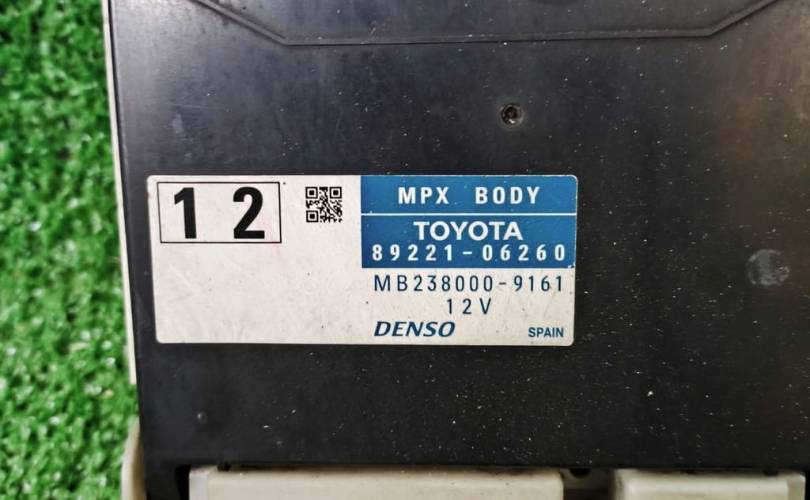 12
MPX BODY
TOYOTA
89221-06260
MB238000-9161
12V
DENSO
SPAIN